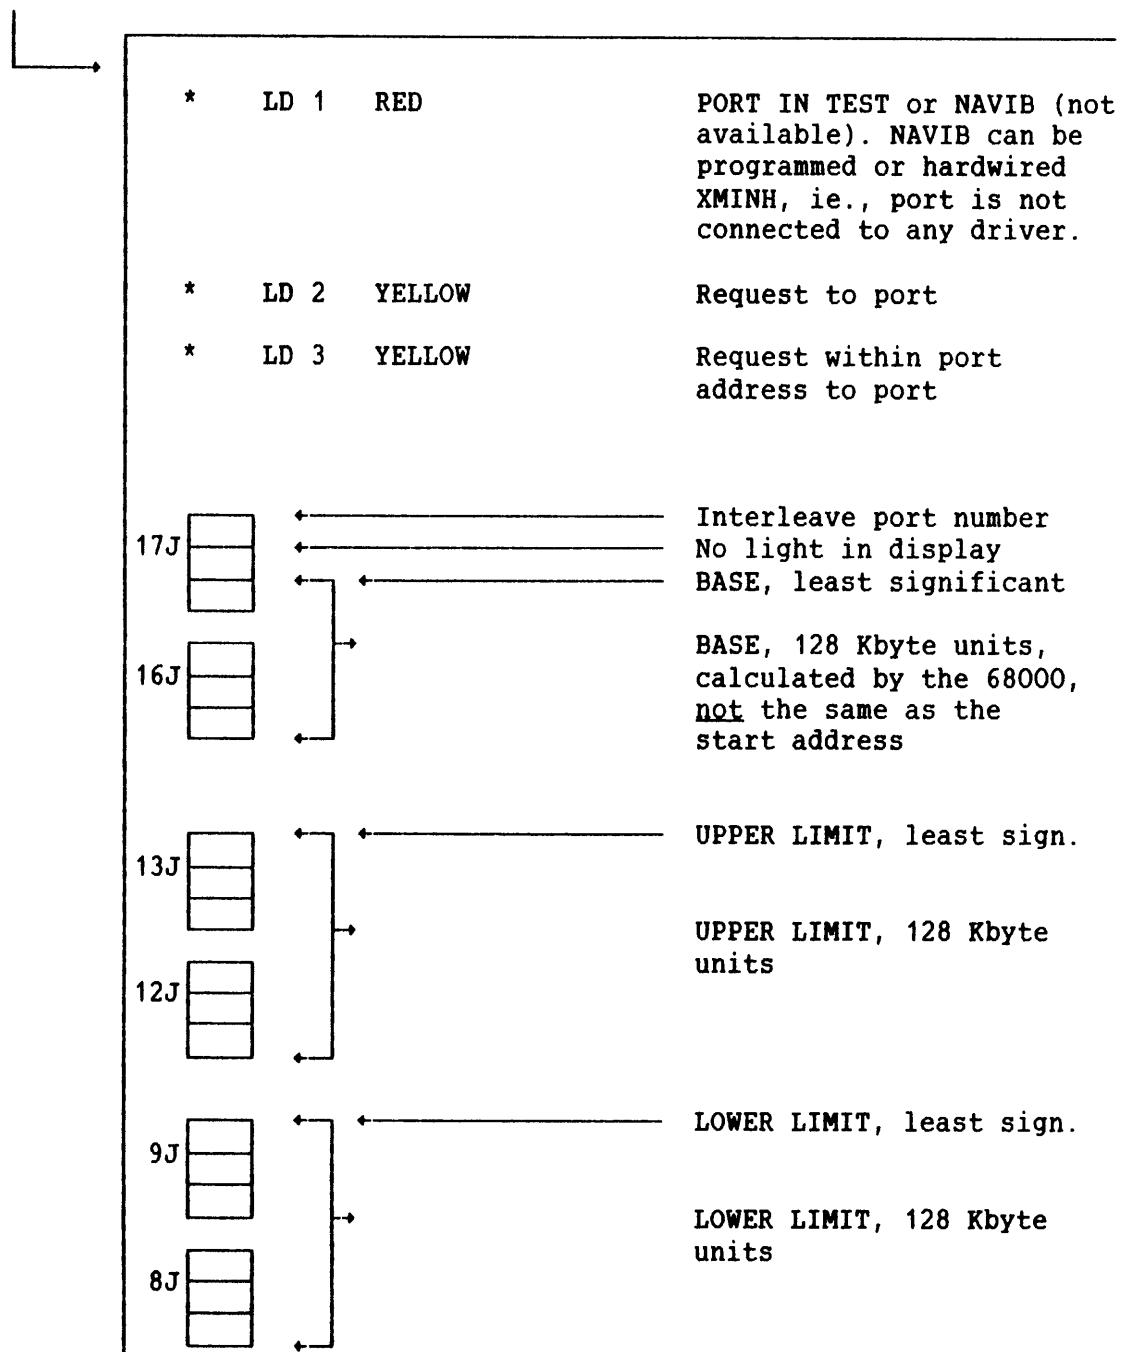 * LD 1 RED PORT IN TEST or NAVIB (not
available). NAVIB can be
programmed or hardwired
XMINH, ie., port is not
connected to any driver.
* LD 2 YELLOW Request to port
* LD 3 YELLOW Request within port
address to port
Interleave port number
17J No light in display
BASE, least significant
BASE, 128 Kbyte units,
16J calculated by the 68000,
not the same as the
start address
UPPER LIMIT, least sign.
13J
UPPER LIMIT, 128 Kbyte
units
12J
LOWER LIMIT, least sign.
9J
LOWER LIMIT, 128 Kbyte
units
8J